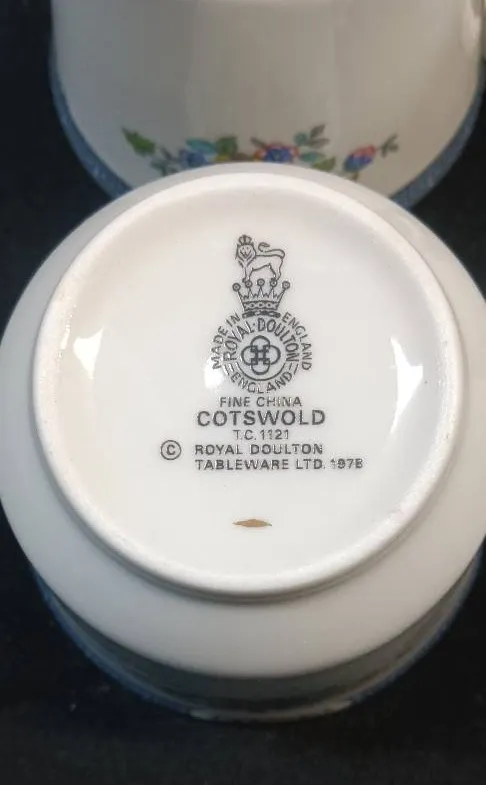 MADE IN ENGLAND
ROYAL·DOULTON
ENGLAND
FINE CHINA
COTSWOLD
T.C.1121
© ROYAL DOULTON
TABLEWARE LTD. 1978